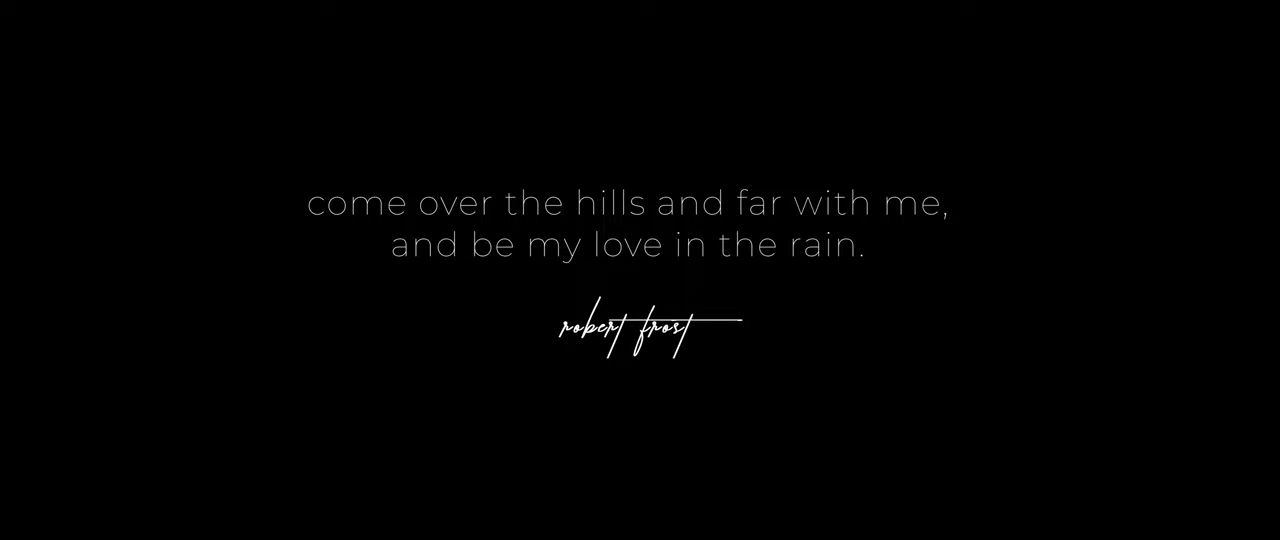 come over the hills and far with me,
and be my love in the rain.
robert frost